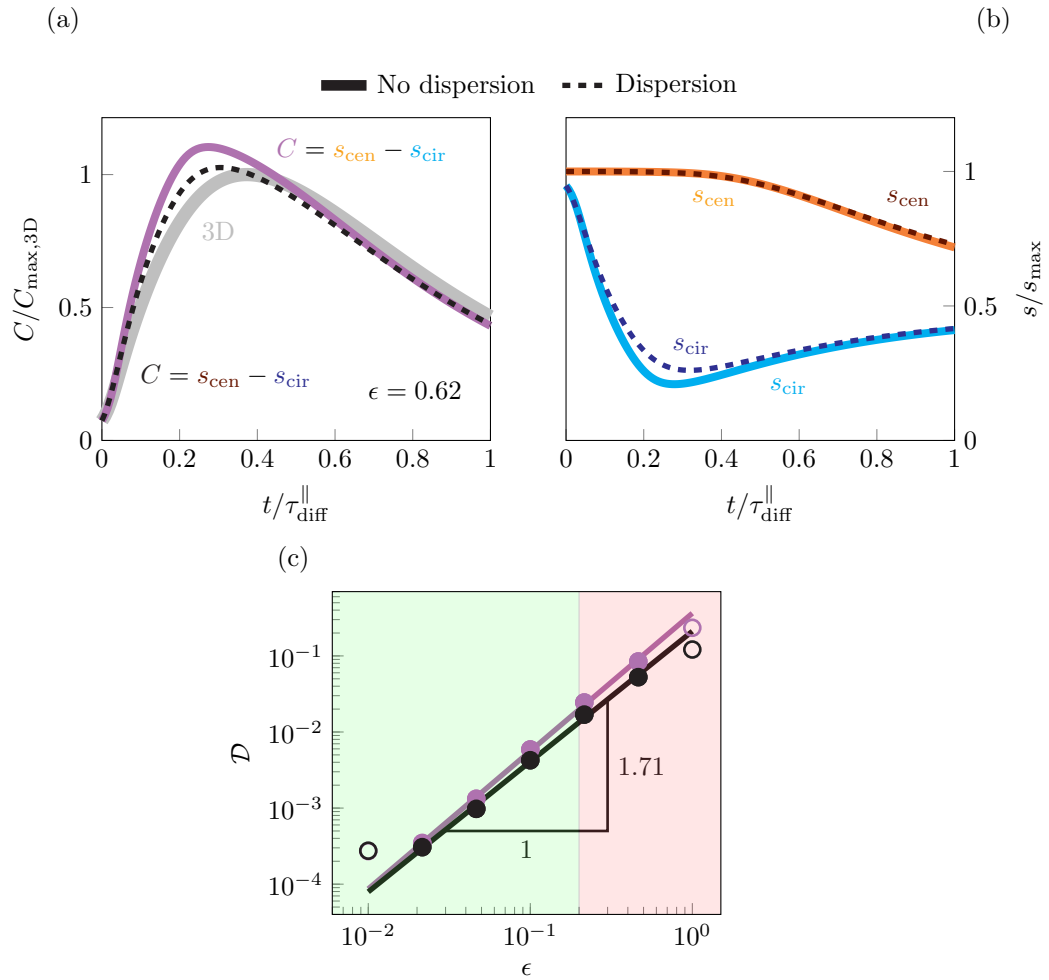 (a)
(b)
No dispersion
Dispersion
C/C_max,3D
1
0.5
0
C = s_cen − s_cir
3D
C = s_cen − s_cir
ϵ = 0.62
0 0.2 0.4 0.6 0.8 1
t/τ_diff^∥
s_cen
s_cen
s_cir
s_cir
1
0.5
0
s/s_max
0 0.2 0.4 0.6 0.8 1
t/τ_diff^∥
(c)
𝒟
10^−1
10^−2
10^−3
10^−4
1.71
1
10^−2 10^−1 10^0
ϵ